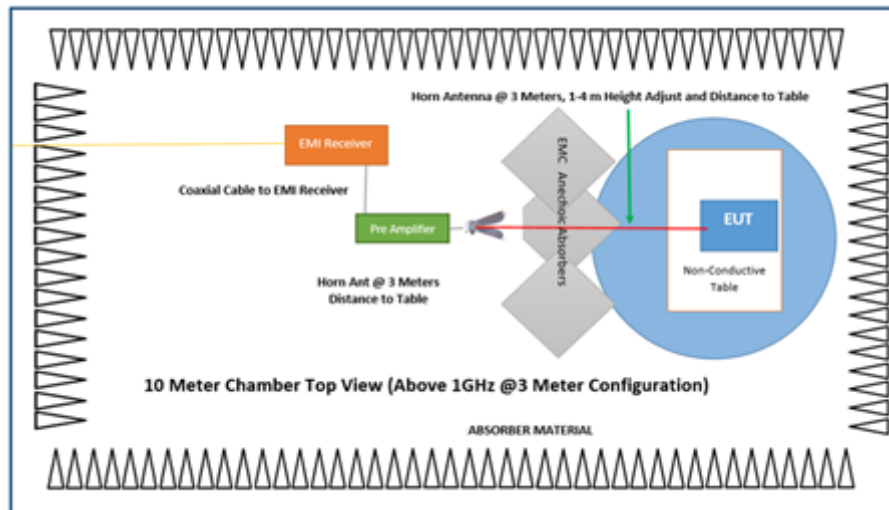 Horn Antenna @ 3 Meters, 1-4 m Height Adjust and Distance to Table
EMI Receiver
EMC Anechoic Absorbers
Coaxial Cable to EMI Receiver
Pre Amplifier
EUT
Non-Conductive
Table
Horn Ant @ 3 Meters
Distance to Table
10 Meter Chamber Top View (Above 1GHz @3 Meter Configuration)
ABSORBER MATERIAL